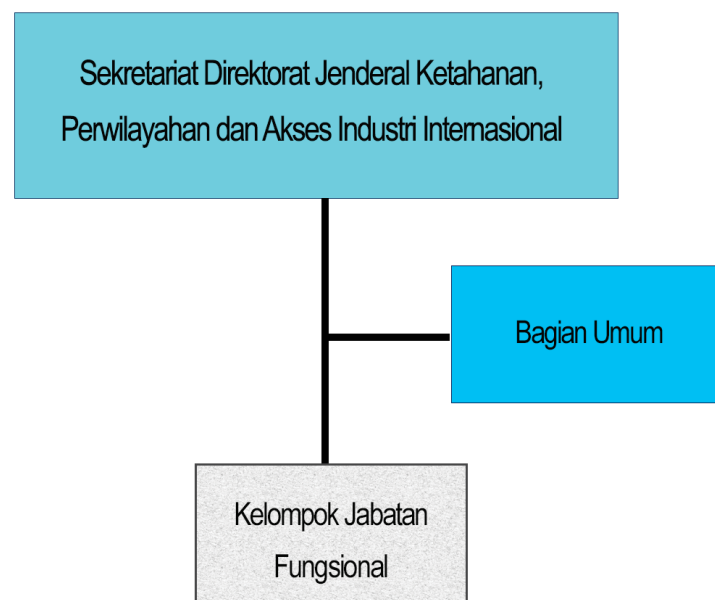 Sekretariat Direktorat Jenderal Ketahanan,
Perwilayahan dan Akses Industri Internasional
Bagian Umum
Kelompok Jabatan
Fungsional